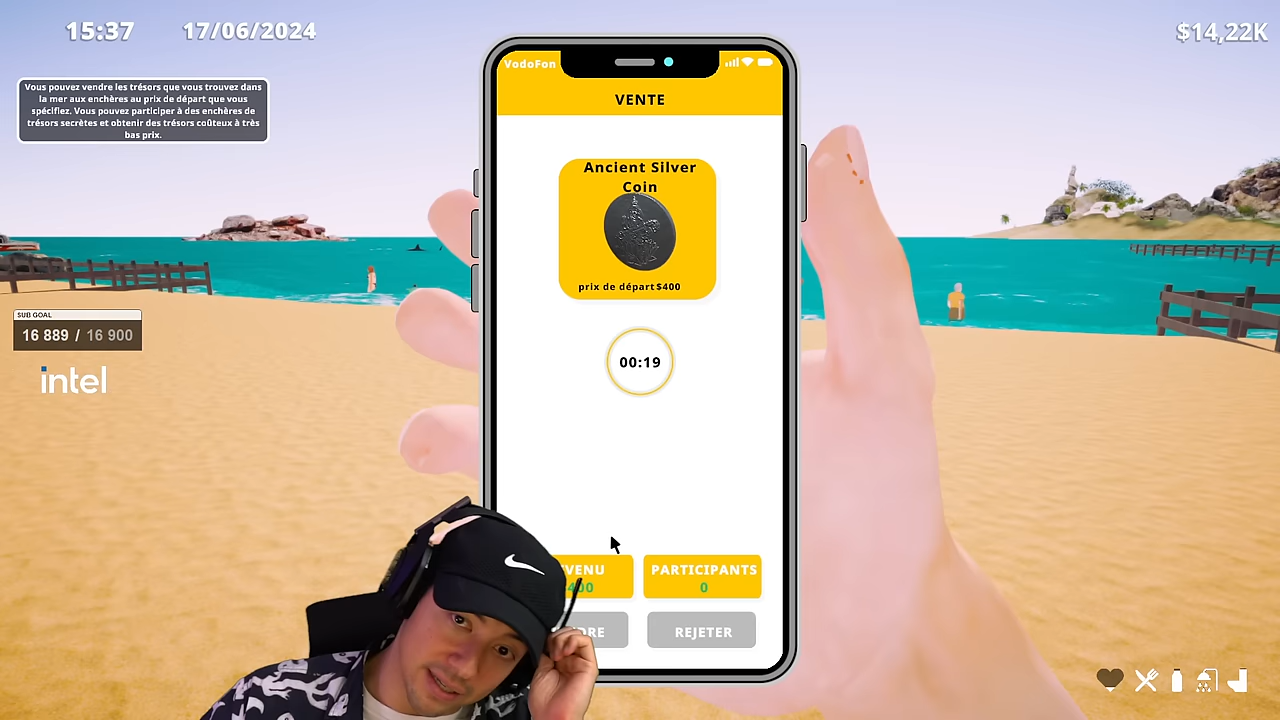 15:37 17/06/2024
$14,22K
VodoFon
VENTE
Vous pouvez vendre les trésors que vous trouvez dans
la mer aux enchères au prix de départ que vous
spécifiez. Vous pouvez participer à des enchères de
trésors secrètes et obtenir des trésors coûteux à très
bas prix.
Ancient Silver
Coin
prix de départ $400
SUB GOAL
16 889 / 16 900
intel
00:19
PARTICIPANTS
0
REJETER